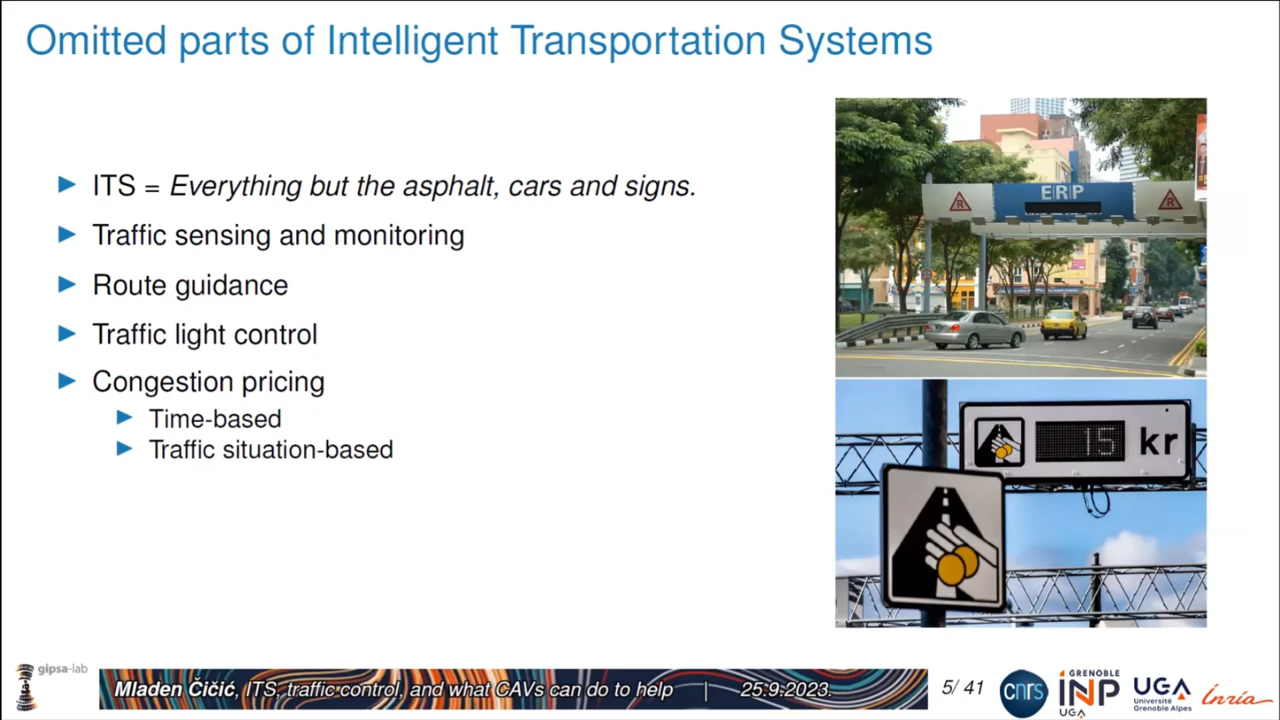 Omitted parts of Intelligent Transportation Systems
ITS = Everything but the asphalt, cars and signs.
Traffic sensing and monitoring
Route guidance
Traffic light control
Congestion pricing
Time-based
Traffic situation-based
ERP
R
R
15 kr
gipsa-lab
Mladen Čičić, ITS, traffic control, and what CAVs can do to help | 25.9.2023.
5/ 41
cnrs
GRENOBLE
INP
UGA
UGA
Université
Grenoble Alpes
Inria